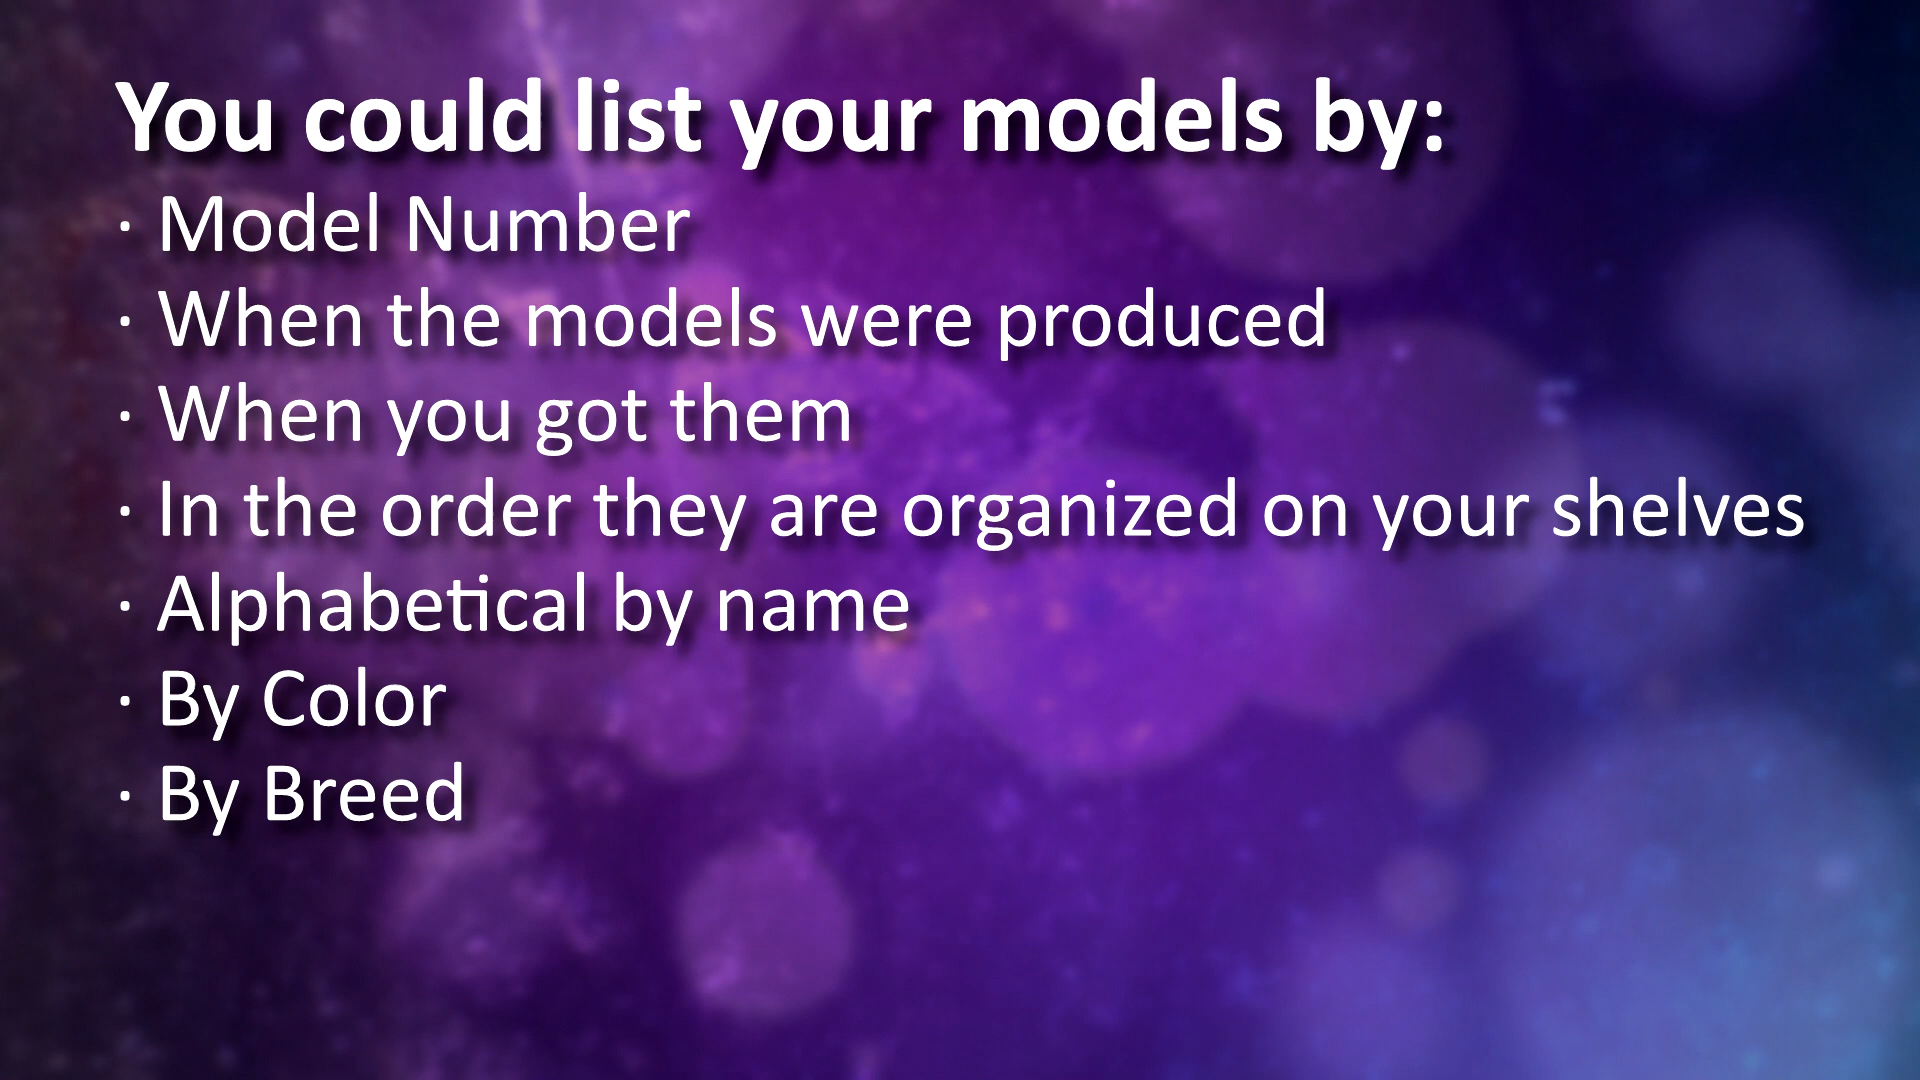 You could list your models by:
· Model Number
· When the models were produced
· When you got them
· In the order they are organized on your shelves
· Alphabetical by name
· By Color
· By Breed